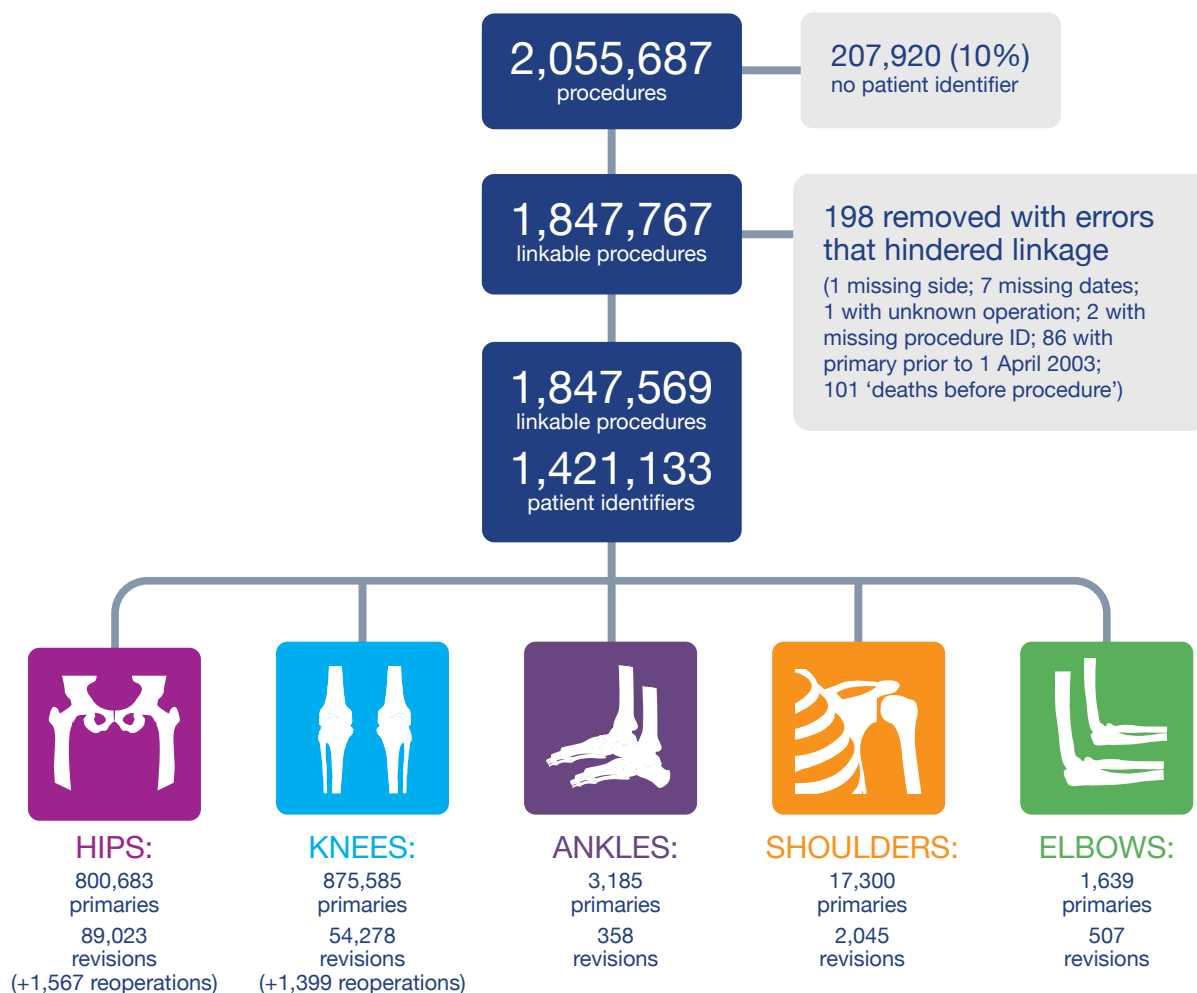 2,055,687
procedures
207,920 (10%)
no patient identifier
1,847,767
linkable procedures
198 removed with errors
that hindered linkage
(1 missing side; 7 missing dates;
1 with unknown operation; 2 with
missing procedure ID; 86 with
primary prior to 1 April 2003;
101 ‘deaths before procedure’)
1,847,569
linkable procedures
1,421,133
patient identifiers
HIPS:
800,683
primaries
89,023
revisions
(+1,567 reoperations)
KNEES:
875,585
primaries
54,278
revisions
(+1,399 reoperations)
ANKLES:
3,185
primaries
358
revisions
SHOULDERS:
17,300
primaries
2,045
revisions
ELBOWS:
1,639
primaries
507
revisions